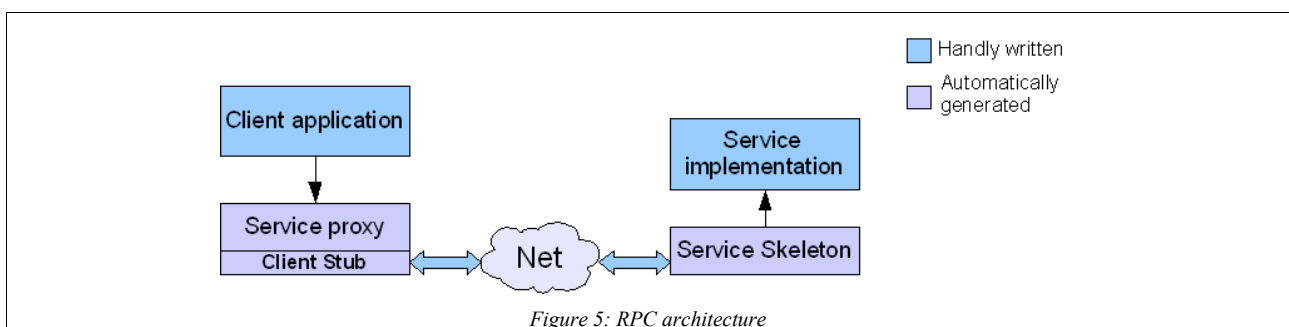 Handly written
Automatically
generated
Client application
Service
implementation
Service proxy
Client Stub
Net
Service Skeleton
Figure 5: RPC architecture